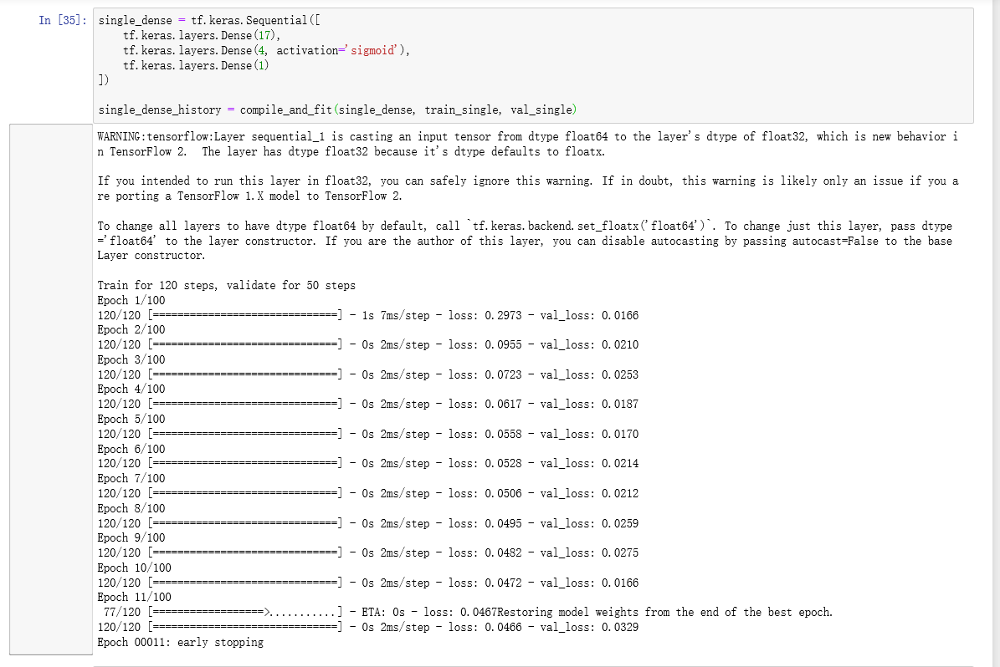 In [35]: single_dense = tf.keras.Sequential([
    tf.keras.layers.Dense(17),
    tf.keras.layers.Dense(4, activation='sigmoid'),
    tf.keras.layers.Dense(1)
])
single_dense_history = compile_and_fit(single_dense, train_single, val_single)
WARNING:tensorflow:Layer sequential_1 is casting an input tensor from dtype float64 to the layer's dtype of float32, which is new behavior i
n TensorFlow 2.  The layer has dtype float32 because it's dtype defaults to floatx.
If you intended to run this layer in float32, you can safely ignore this warning. If in doubt, this warning is likely only an issue if you a
re porting a TensorFlow 1.X model to TensorFlow 2.
To change all layers to have dtype float64 by default, call `tf.keras.backend.set_floatx('float64')`. To change just this layer, pass dtype
='float64' to the layer constructor. If you are the author of this layer, you can disable autocasting by passing autocast=False to the base
Layer constructor.
Train for 120 steps, validate for 50 steps
Epoch 1/100
120/120 [==============================] - 1s 7ms/step - loss: 0.2973 - val_loss: 0.0166
Epoch 2/100
120/120 [==============================] - 0s 2ms/step - loss: 0.0955 - val_loss: 0.0210
Epoch 3/100
120/120 [==============================] - 0s 2ms/step - loss: 0.0723 - val_loss: 0.0253
Epoch 4/100
120/120 [==============================] - 0s 2ms/step - loss: 0.0617 - val_loss: 0.0187
Epoch 5/100
120/120 [==============================] - 0s 2ms/step - loss: 0.0558 - val_loss: 0.0170
Epoch 6/100
120/120 [==============================] - 0s 2ms/step - loss: 0.0528 - val_loss: 0.0214
Epoch 7/100
120/120 [==============================] - 0s 2ms/step - loss: 0.0506 - val_loss: 0.0212
Epoch 8/100
120/120 [==============================] - 0s 2ms/step - loss: 0.0495 - val_loss: 0.0259
Epoch 9/100
120/120 [==============================] - 0s 2ms/step - loss: 0.0482 - val_loss: 0.0275
Epoch 10/100
120/120 [==============================] - 0s 2ms/step - loss: 0.0472 - val_loss: 0.0166
Epoch 11/100
 77/120 [==================>...........] - ETA: 0s - loss: 0.0467Restoring model weights from the end of the best epoch.
120/120 [==============================] - 0s 2ms/step - loss: 0.0466 - val_loss: 0.0329
Epoch 00011: early stopping